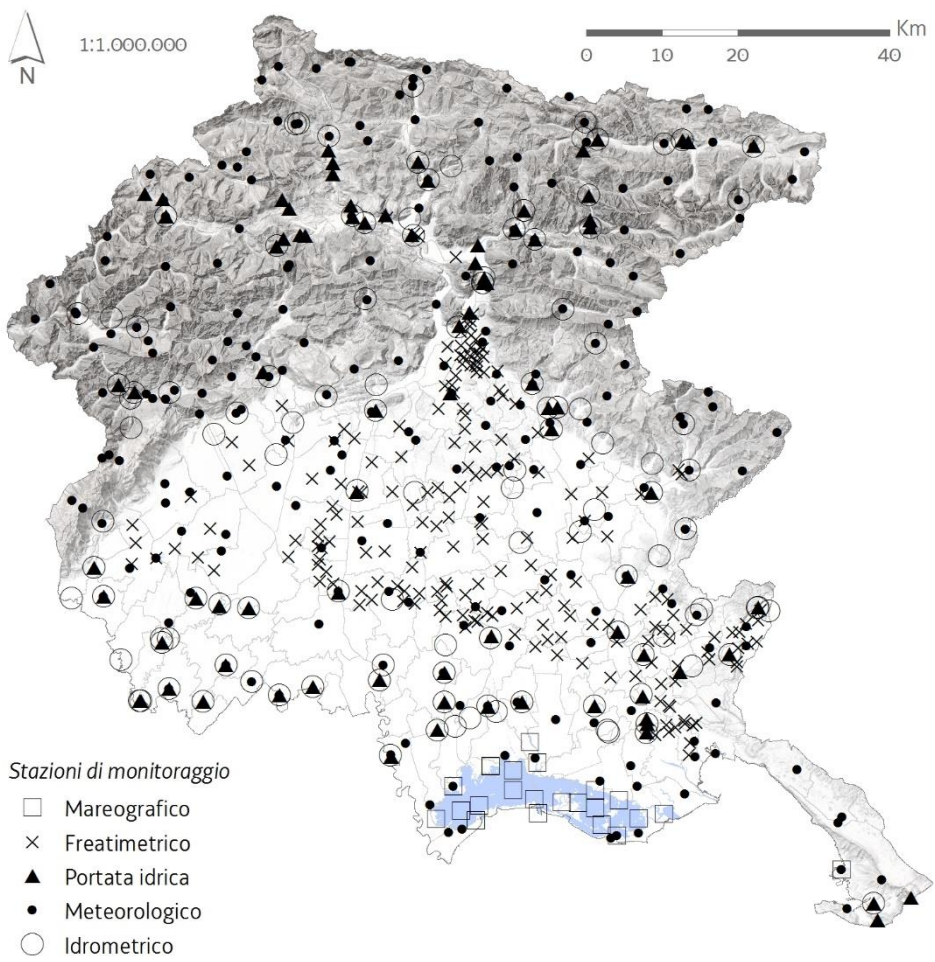 1:1.000.000
Km
0 10 20 40
N
Stazioni di monitoraggio
Mareografico
Freatimetrico
Portata idrica
Meteorologico
Idrometrico